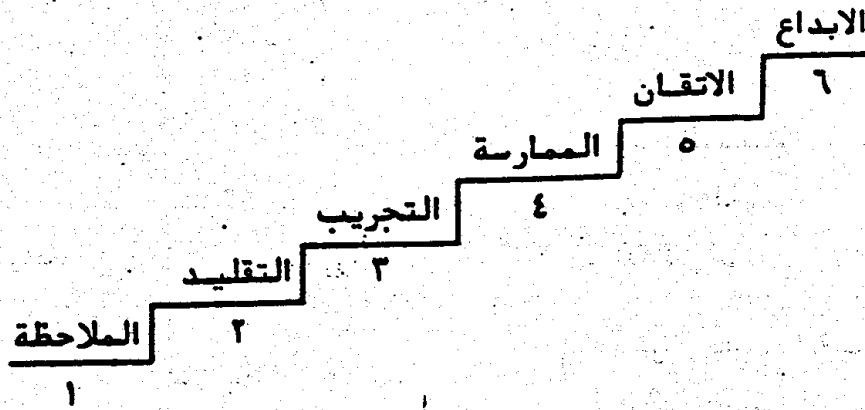 الابداع
٦
الاتقان
٥
الممارسة
٤
التجريب
٣
التقليد
٢
الملاحظة
١